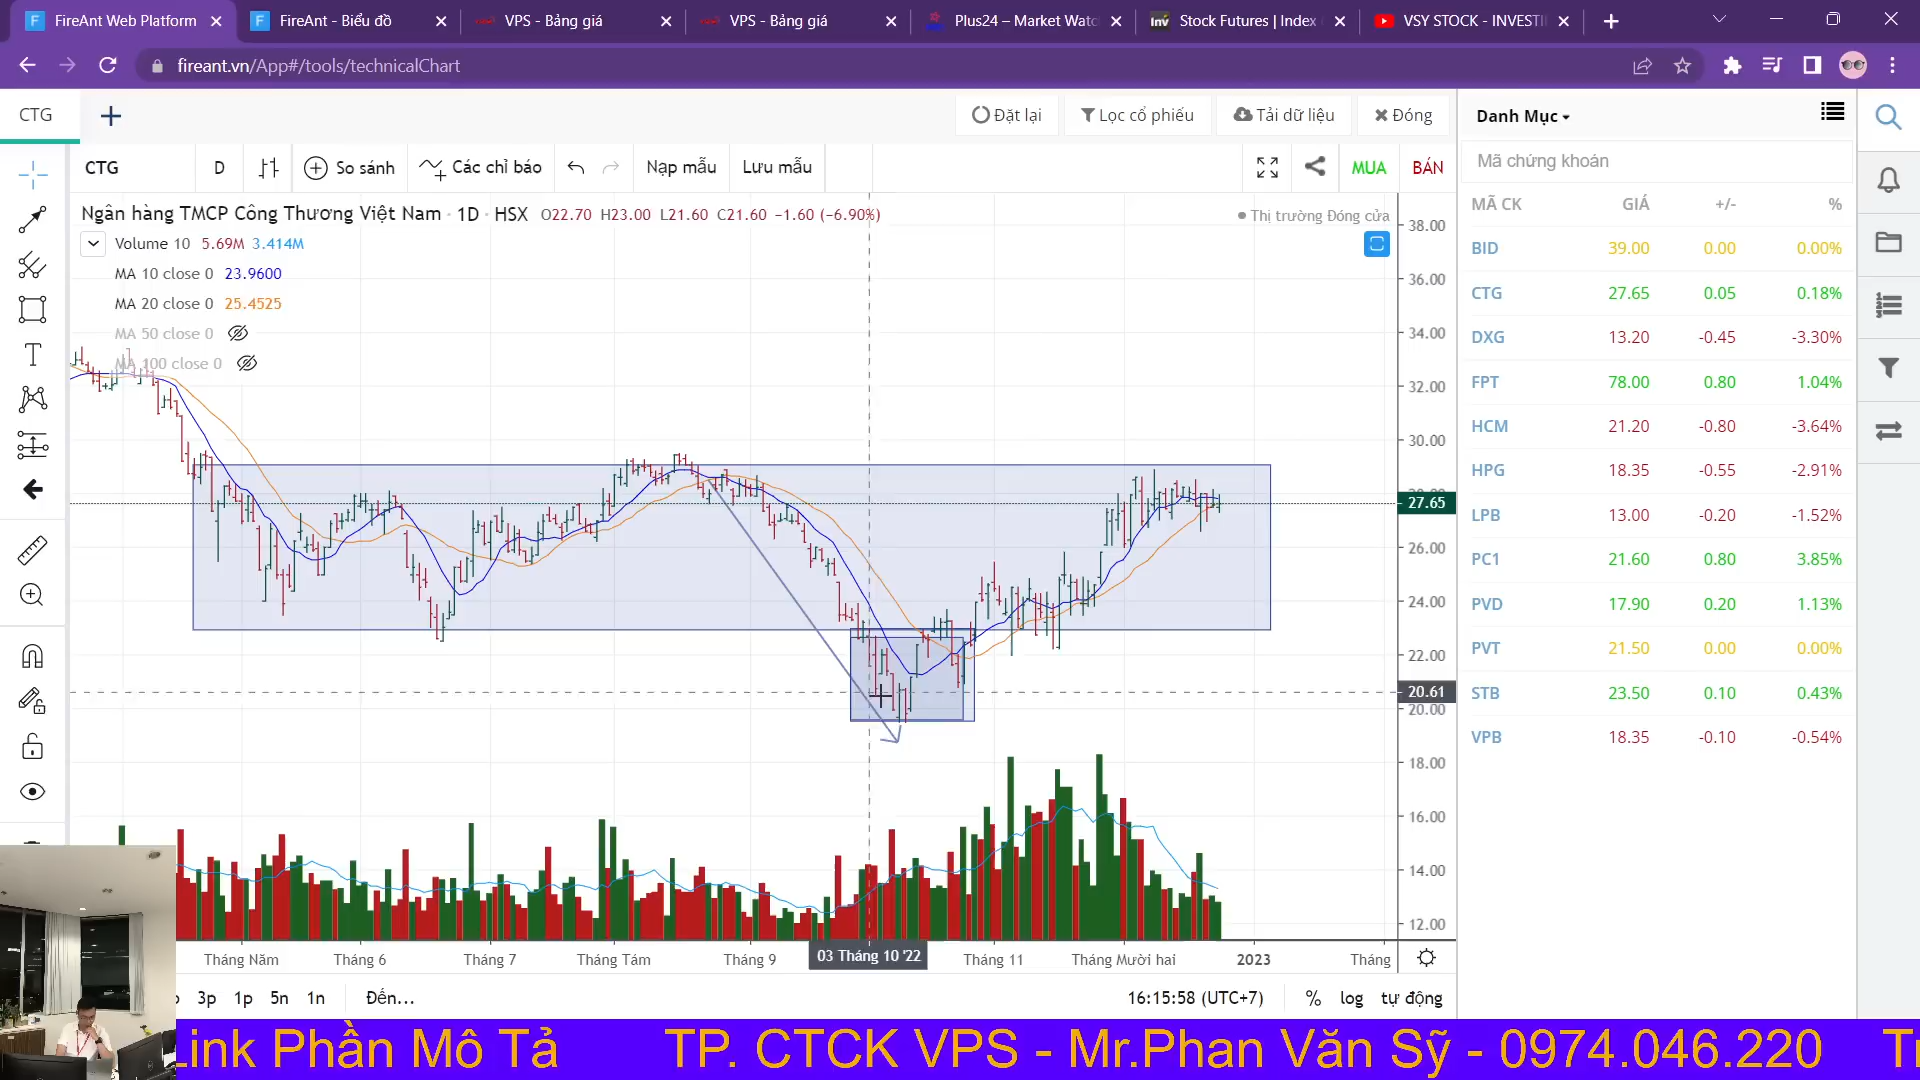 FireAnt Web Platform
FireAnt - Biểu đồ
VPS - Bảng giá
VPS - Bảng giá
Plus24 – Market Watc
Stock Futures | Index
VSY STOCK - INVESTI
fireant.vn/App#/tools/technicalChart
CTG
Đặt lại
Lọc cổ phiếu
Tải dữ liệu
Đóng
CTG
D
So sánh
Các chỉ báo
Nạp mẫu
Lưu mẫu
MUA
BÁN
Ngân hàng TMCP Công Thương Việt Nam · 1D · HSX O22.70 H23.00 L21.60 C21.60 −1.60 (−6.90%)
Thị trường Đóng cửa
Volume 10 5.69M 3.414M
MA 10 close 0 23.9600
MA 20 close 0 25.4525
MA 50 close 0
MA 100 close 0
38.00
36.00
34.00
32.00
30.00
27.65
26.00
24.00
22.00
20.61
20.00
18.00
16.00
14.00
12.00
Tháng Năm
Tháng 6
Tháng 7
Tháng Tám
Tháng 9
03 Tháng 10 '22
Tháng 11
Tháng Mười hai
2023
Tháng
3p
1p
5n
1n
Đến...
16:15:58 (UTC+7)
%
log
tự động
Danh Mục
Mã chứng khoán
MÃ CK GIÁ +/- %
BID 39.00 0.00 0.00%
CTG 27.65 0.05 0.18%
DXG 13.20 -0.45 -3.30%
FPT 78.00 0.80 1.04%
HCM 21.20 -0.80 -3.64%
HPG 18.35 -0.55 -2.91%
LPB 13.00 -0.20 -1.52%
PC1 21.60 0.80 3.85%
PVD 17.90 0.20 1.13%
PVT 21.50 0.00 0.00%
STB 23.50 0.10 0.43%
VPB 18.35 -0.10 -0.54%
Link Phần Mô Tả
TP. CTCK VPS - Mr.Phan Văn Sỹ - 0974.046.220